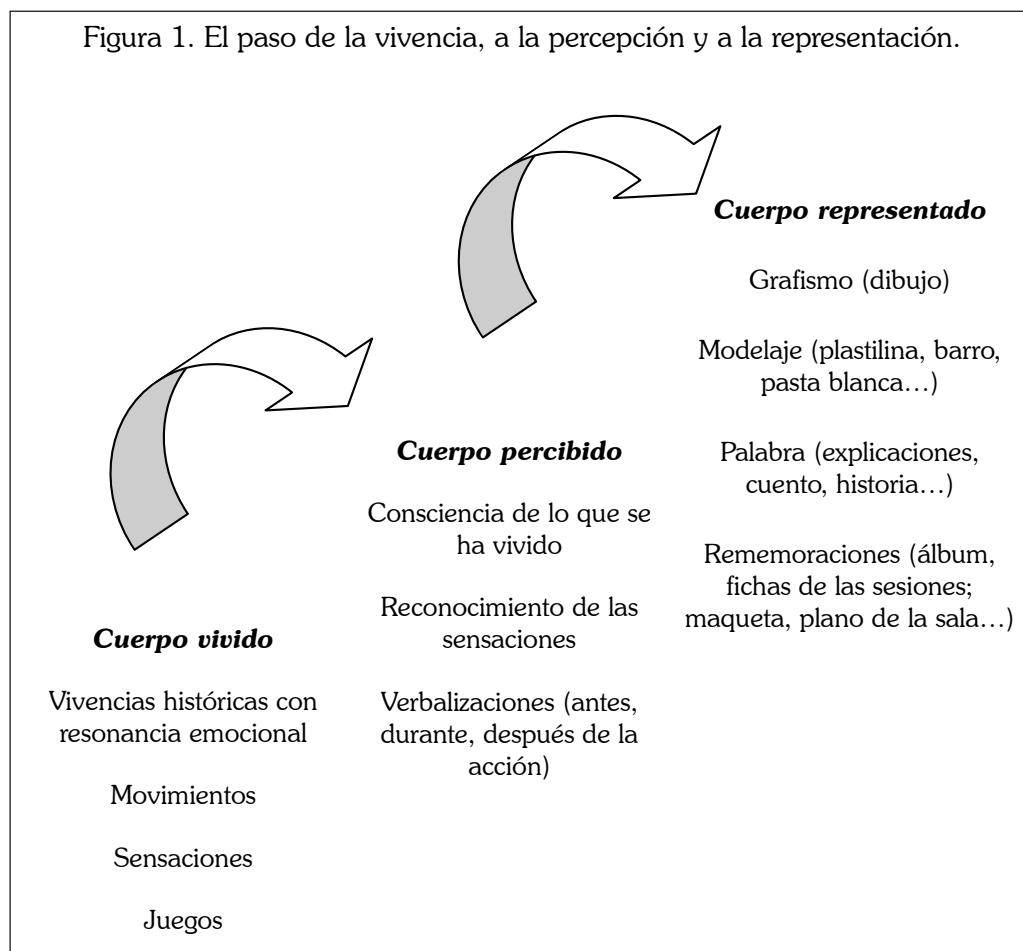 Figura 1. El paso de la vivencia, a la percepción y a la representación.
Cuerpo representado
Grafismo (dibujo)
Modelaje (plastilina, barro,
pasta blanca…)
Palabra (explicaciones,
cuento, historia…)
Rememoraciones (álbum,
fichas de las sesiones;
maqueta, plano de la sala…)
Cuerpo percibido
Consciencia de lo que se
ha vivido
Reconocimiento de las
sensaciones
Verbalizaciones (antes,
durante, después de la
acción)
Cuerpo vivido
Vivencias históricas con
resonancia emocional
Movimientos
Sensaciones
Juegos